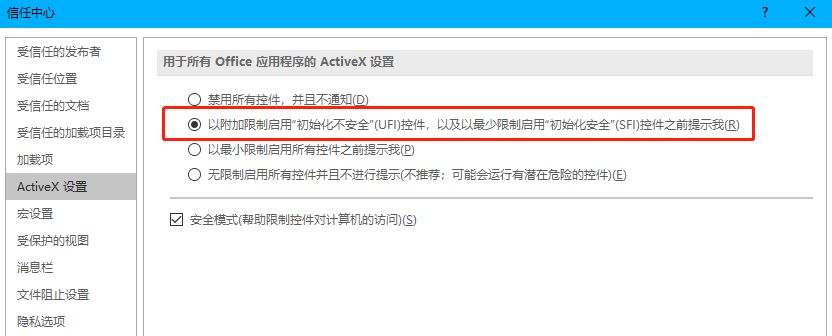 信任中心
?
受信任的发布者
受信任位置
受信任的文档
受信任的加载项目录
加载项
ActiveX 设置
宏设置
受保护的视图
消息栏
文件阻止设置
隐私选项
用于所有 Office 应用程序的 ActiveX 设置
禁用所有控件，并且不通知(D)
以附加限制启用“初始化不安全”(UFI)控件，以及以最少限制启用“初始化安全”(SFI)控件之前提示我(R)
以最小限制启用所有控件之前提示我(P)
无限制启用所有控件并且不进行提示(不推荐；可能会运行有潜在危险的控件)(E)
安全模式(帮助限制控件对计算机的访问)(S)